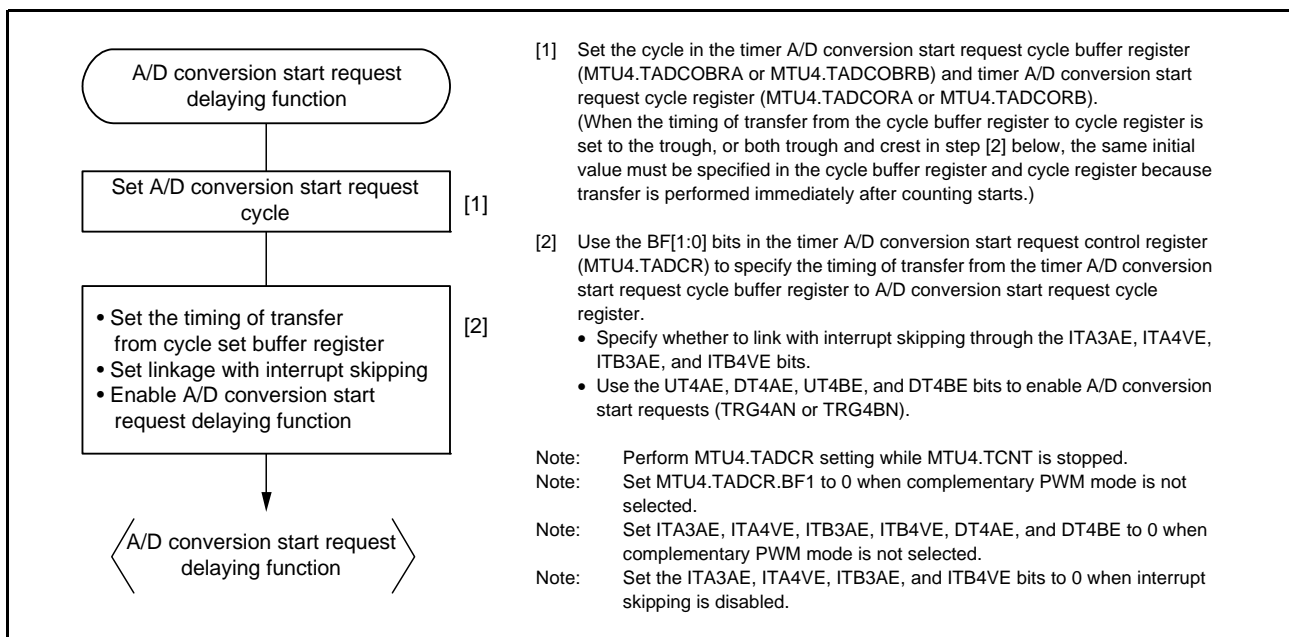 A/D conversion start request
delaying function
Set A/D conversion start request
cycle
[1]
• Set the timing of transfer
from cycle set buffer register
• Set linkage with interrupt skipping
• Enable A/D conversion start
request delaying function
[2]
A/D conversion start request
delaying function
[1] Set the cycle in the timer A/D conversion start request cycle buffer register
(MTU4.TADCOBRA or MTU4.TADCOBRB) and timer A/D conversion start
request cycle register (MTU4.TADCORA or MTU4.TADCORB).
(When the timing of transfer from the cycle buffer register to cycle register is
set to the trough, or both trough and crest in step [2] below, the same initial
value must be specified in the cycle buffer register and cycle register because
transfer is performed immediately after counting starts.)
[2] Use the BF[1:0] bits in the timer A/D conversion start request control register
(MTU4.TADCR) to specify the timing of transfer from the timer A/D conversion
start request cycle buffer register to A/D conversion start request cycle
register.
• Specify whether to link with interrupt skipping through the ITA3AE, ITA4VE,
ITB3AE, and ITB4VE bits.
• Use the UT4AE, DT4AE, UT4BE, and DT4BE bits to enable A/D conversion
start requests (TRG4AN or TRG4BN).
Note: Perform MTU4.TADCR setting while MTU4.TCNT is stopped.
Note: Set MTU4.TADCR.BF1 to 0 when complementary PWM mode is not
selected.
Note: Set ITA3AE, ITA4VE, ITB3AE, ITB4VE, DT4AE, and DT4BE to 0 when
complementary PWM mode is not selected.
Note: Set the ITA3AE, ITA4VE, ITB3AE, and ITB4VE bits to 0 when interrupt
skipping is disabled.